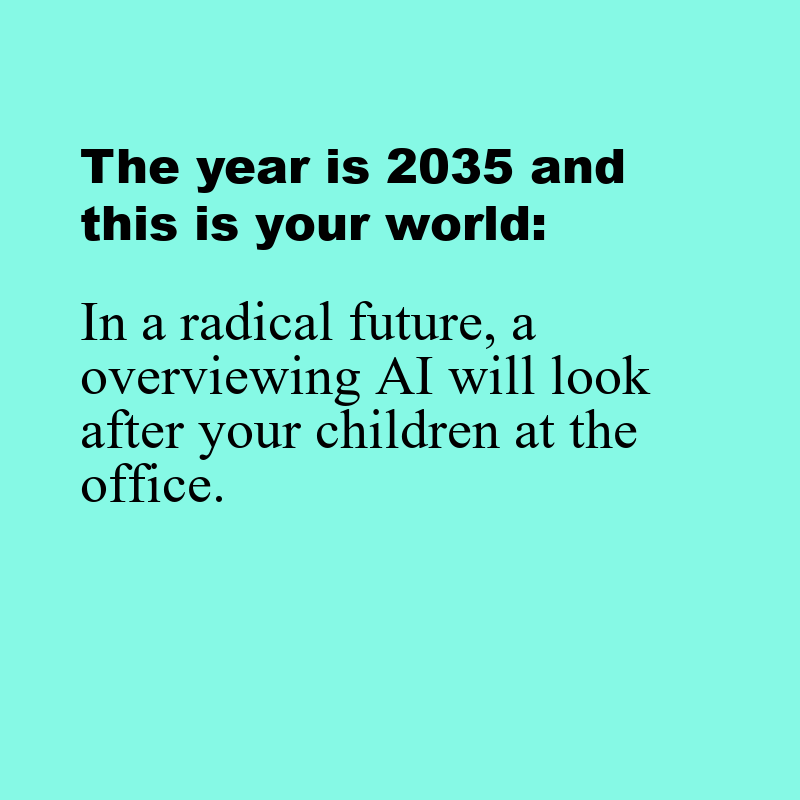 The year is 2035 and
this is your world:
In a radical future, a
overviewing AI will look
after your children at the
office.